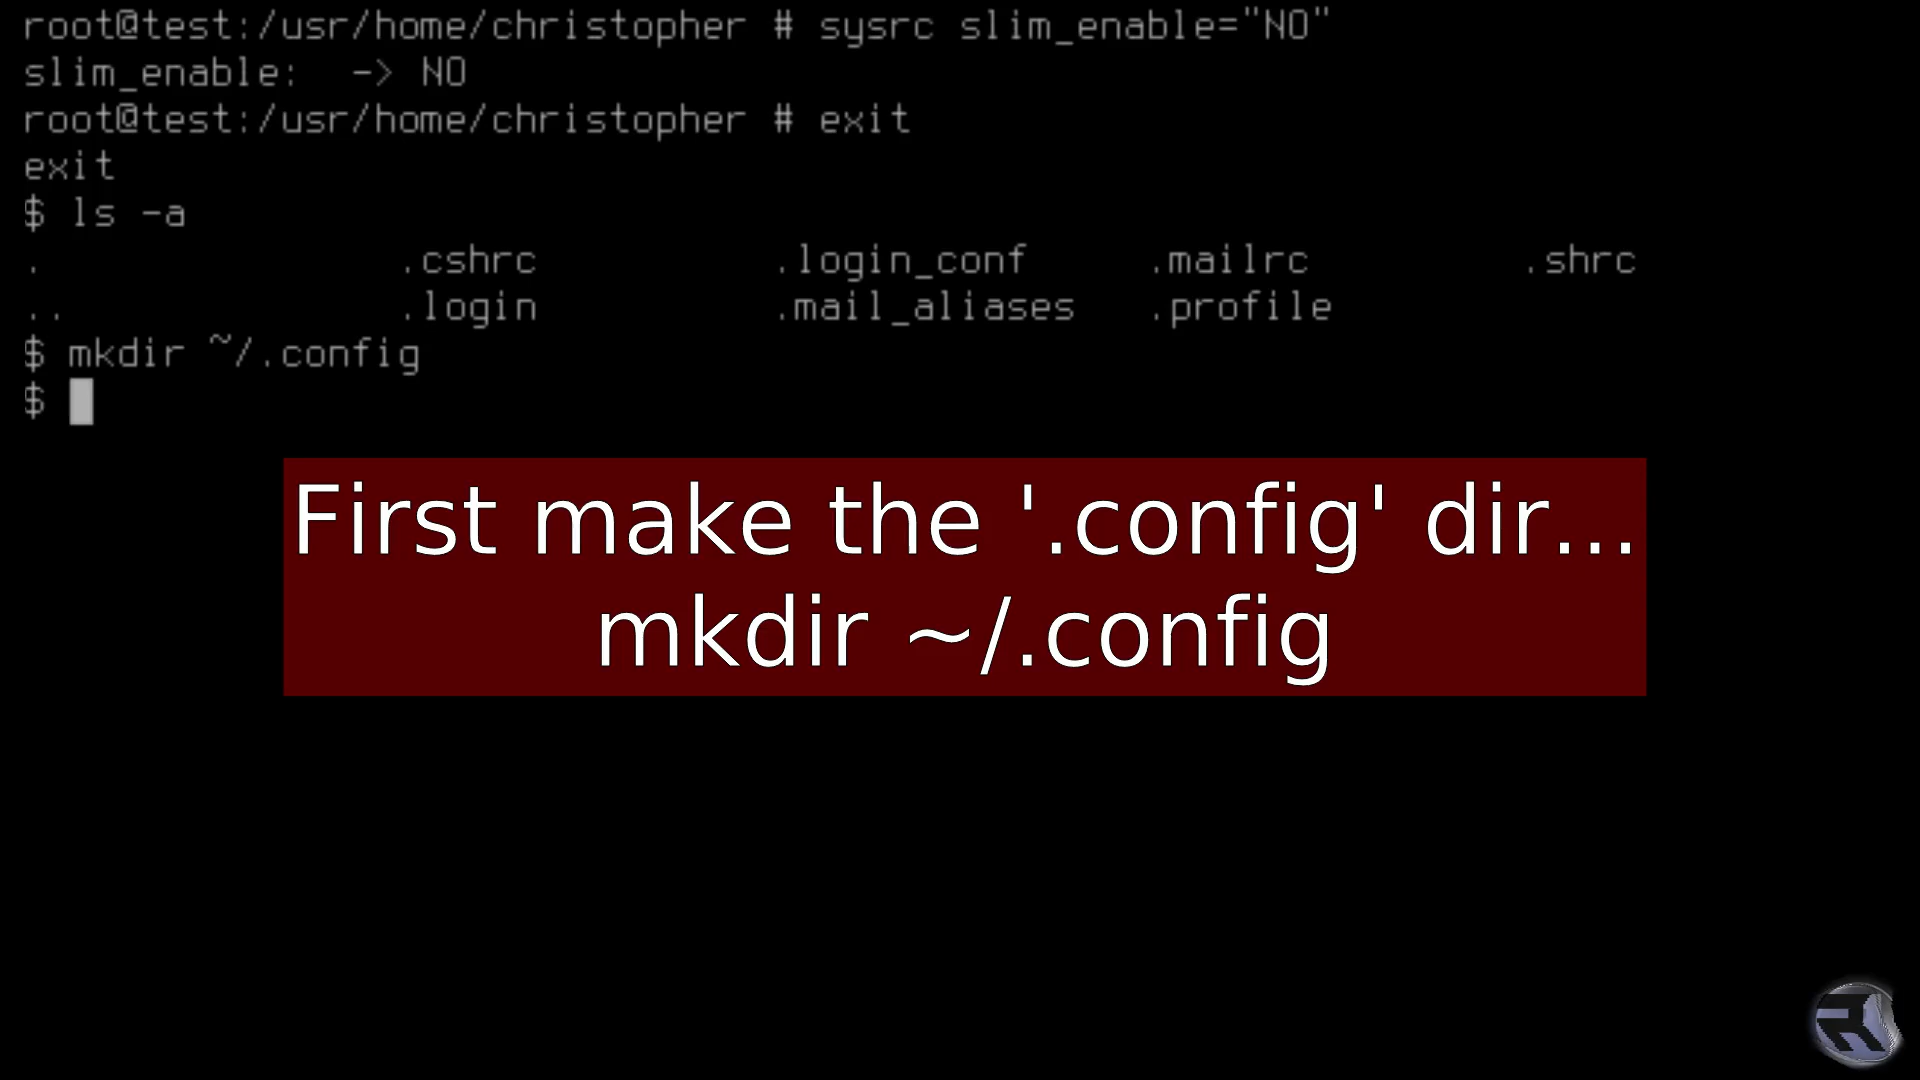 root@test:/usr/home/christopher # sysrc slim_enable="NO"
slim_enable:  -> NO
root@test:/usr/home/christopher # exit
exit
$ ls -a
. .cshrc .login_conf .mailrc .shrc
.. .login .mail_aliases .profile
$ mkdir ~/.config
$
First make the '.config' dir...
mkdir ~/.config
R